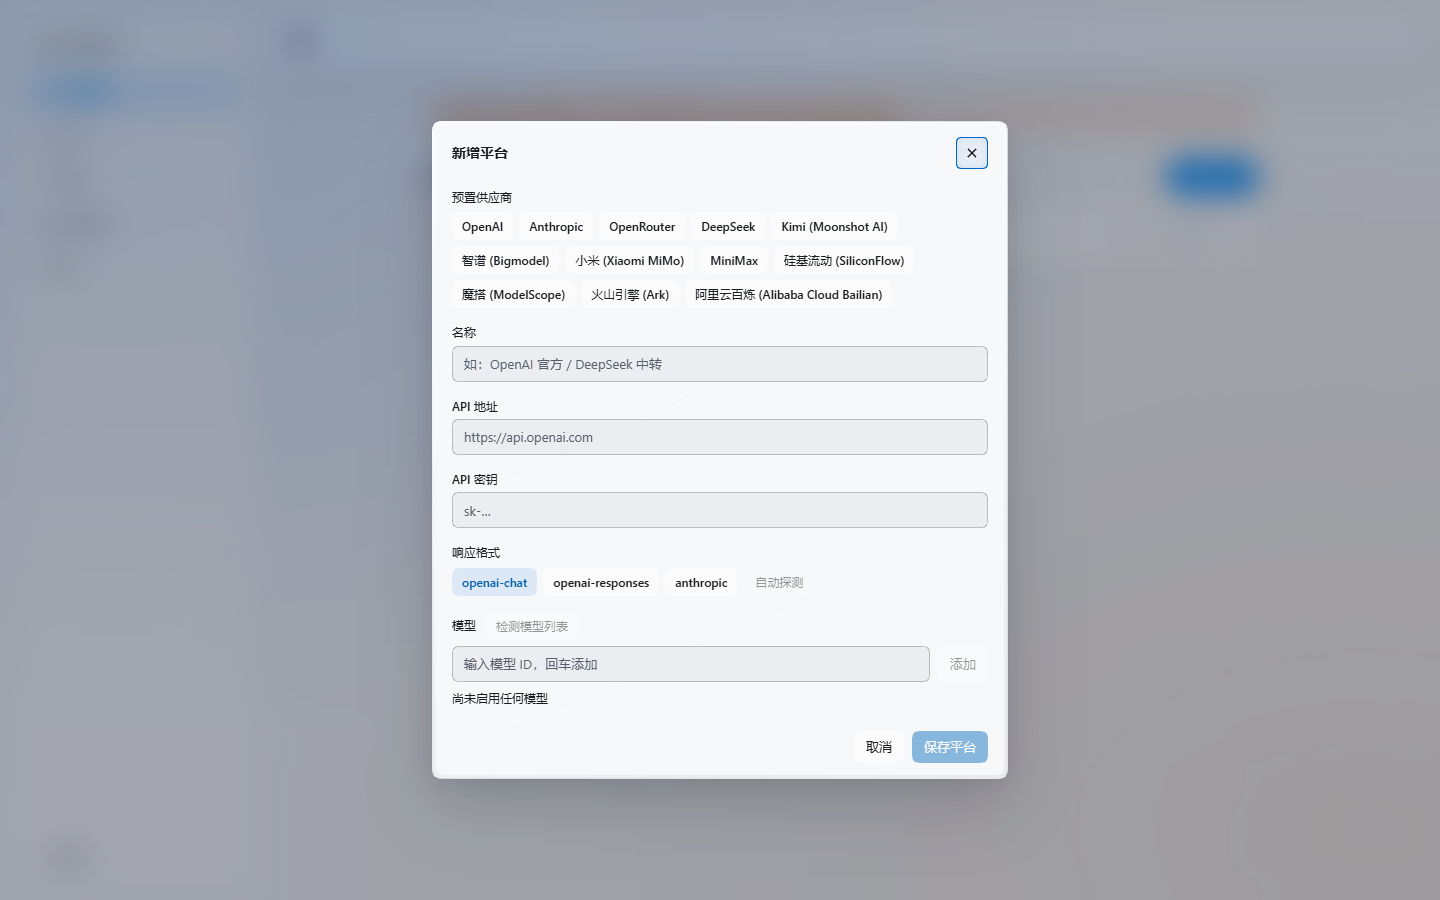 新增平台
预置供应商
OpenAI Anthropic OpenRouter DeepSeek Kimi (Moonshot AI)
智谱 (Bigmodel) 小米 (Xiaomi MiMo) MiniMax 硅基流动 (SiliconFlow)
魔搭 (ModelScope) 火山引擎 (Ark) 阿里云百炼 (Alibaba Cloud Bailian)
名称
如：OpenAI 官方 / DeepSeek 中转
API 地址
https://api.openai.com
API 密钥
sk-...
响应格式
openai-chat openai-responses anthropic 自动探测
模型 检测模型列表
输入模型 ID，回车添加 添加
尚未启用任何模型
取消 保存平台